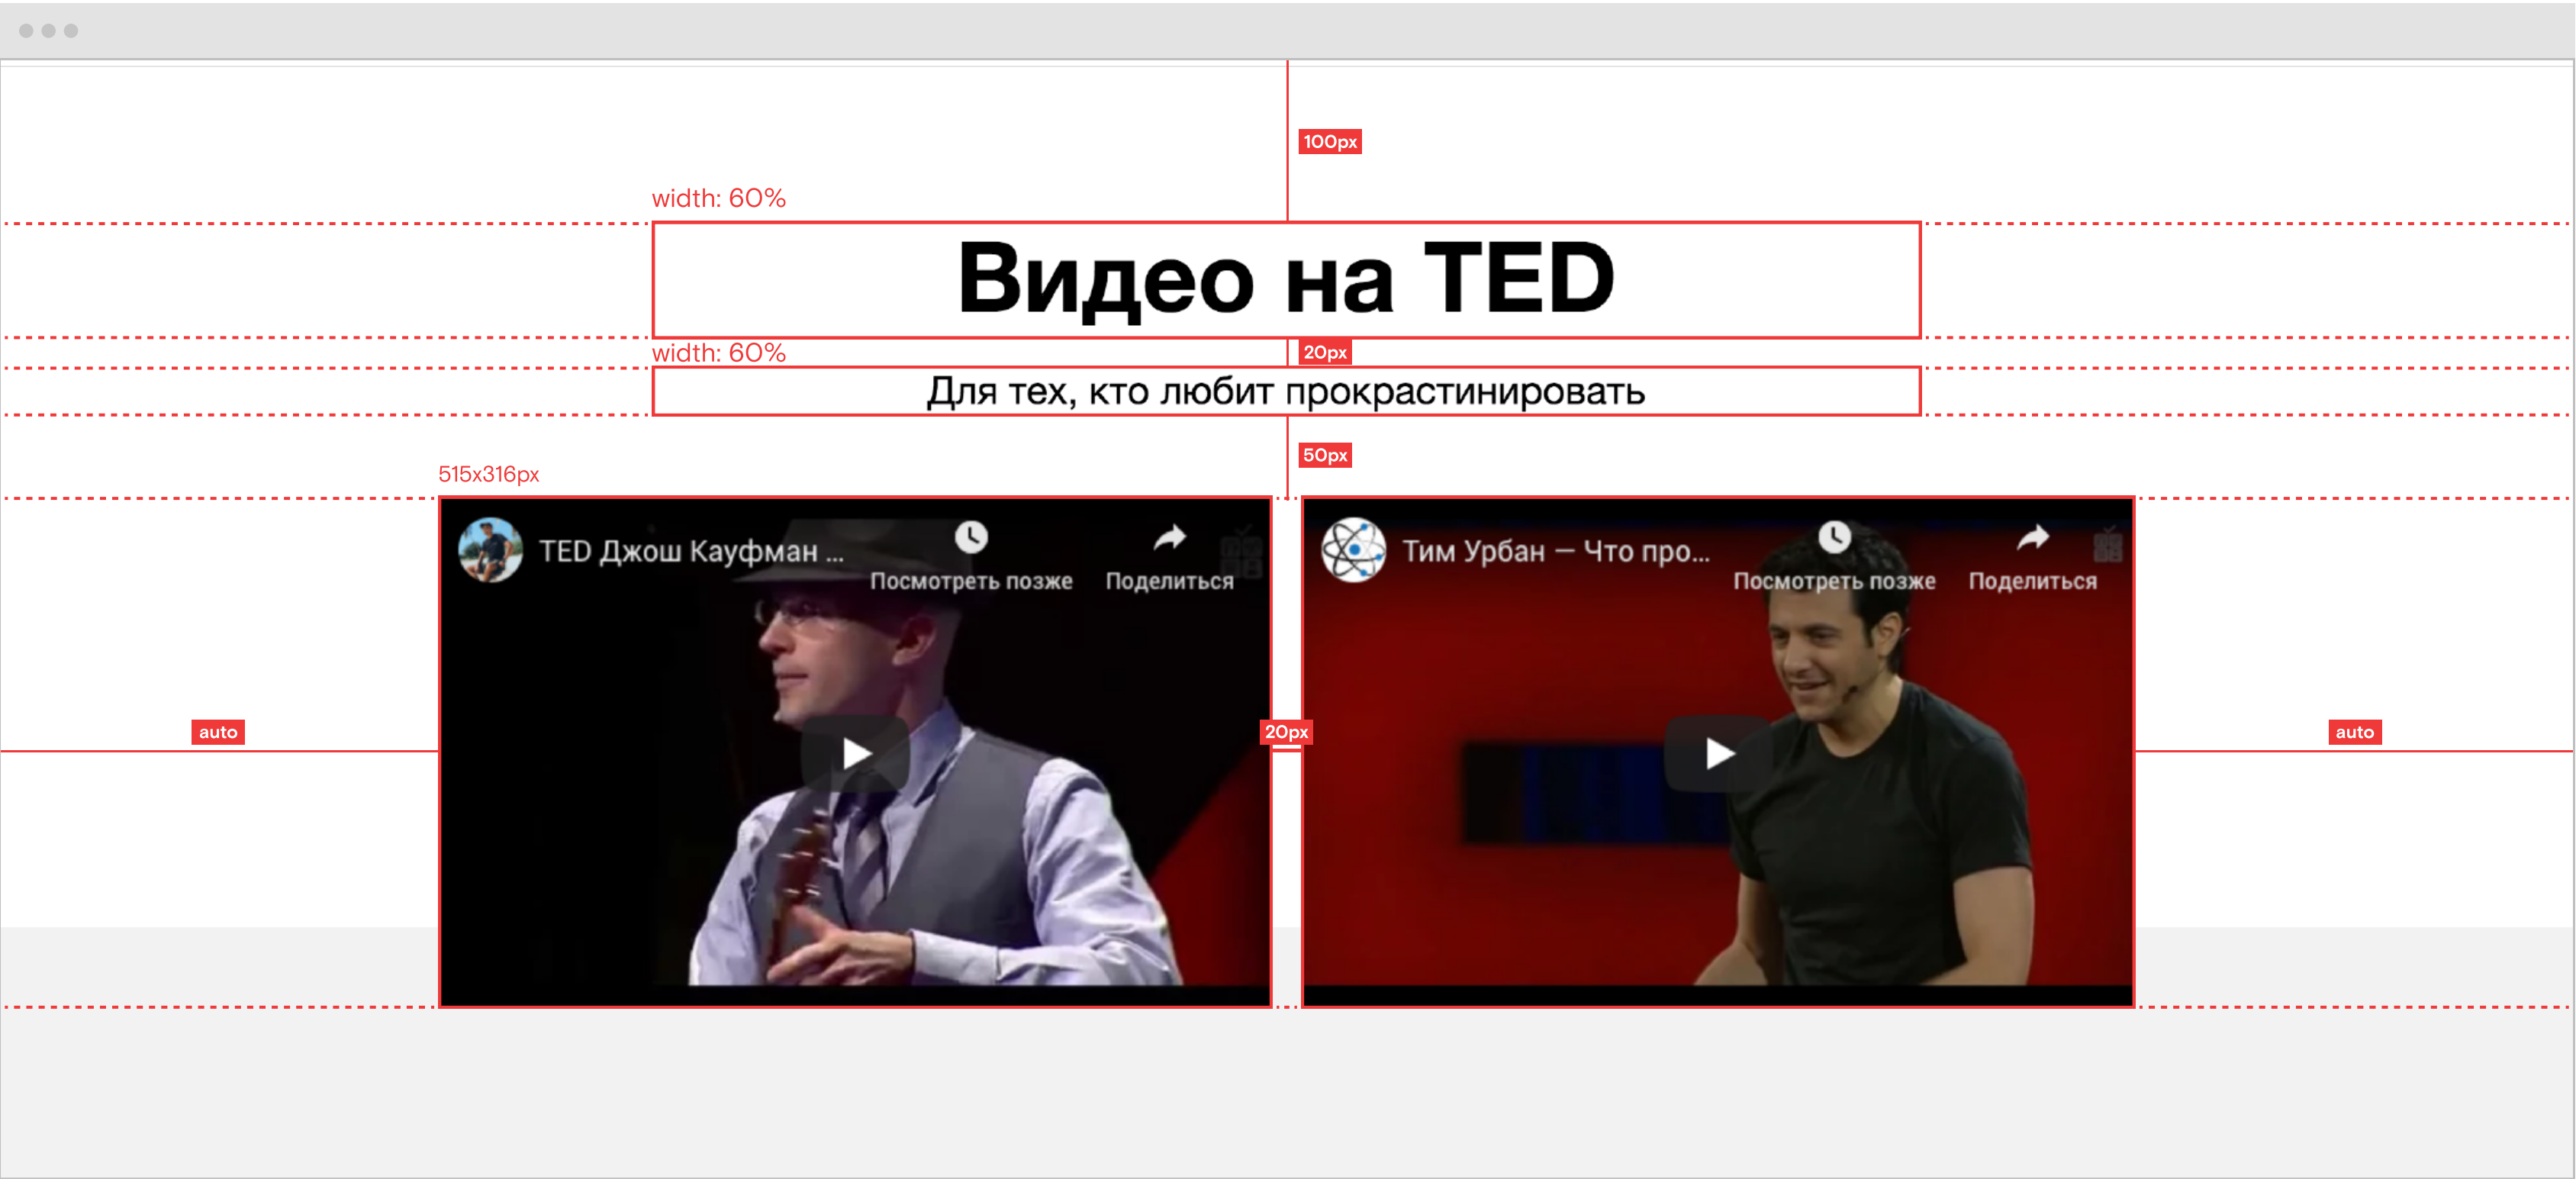 100px
width: 60%
Видео на TED
width: 60%
20px
Для тех, кто любит прокрастинировать
50px
515x316px
TED Джош Кауфман ...
Посмотреть позже
Поделиться
Тим Урбан — Что про...
Посмотреть позже
Поделиться
auto
20px
auto